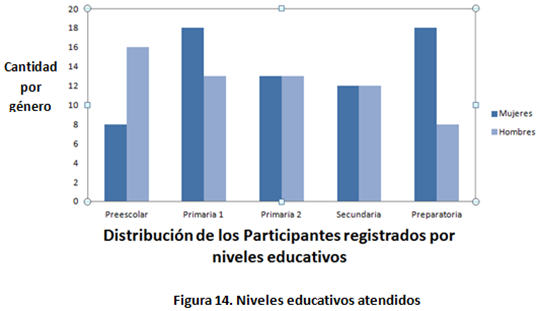 20
18
16
14
12
10
8
6
4
2
0
Cantidad
por
género
Mujeres
Hombres
Preescolar Primaria 1 Primaria 2 Secundaria Preparatoria
Distribución de los Participantes registrados por
niveles educativos
Figura 14. Niveles educativos atendidos